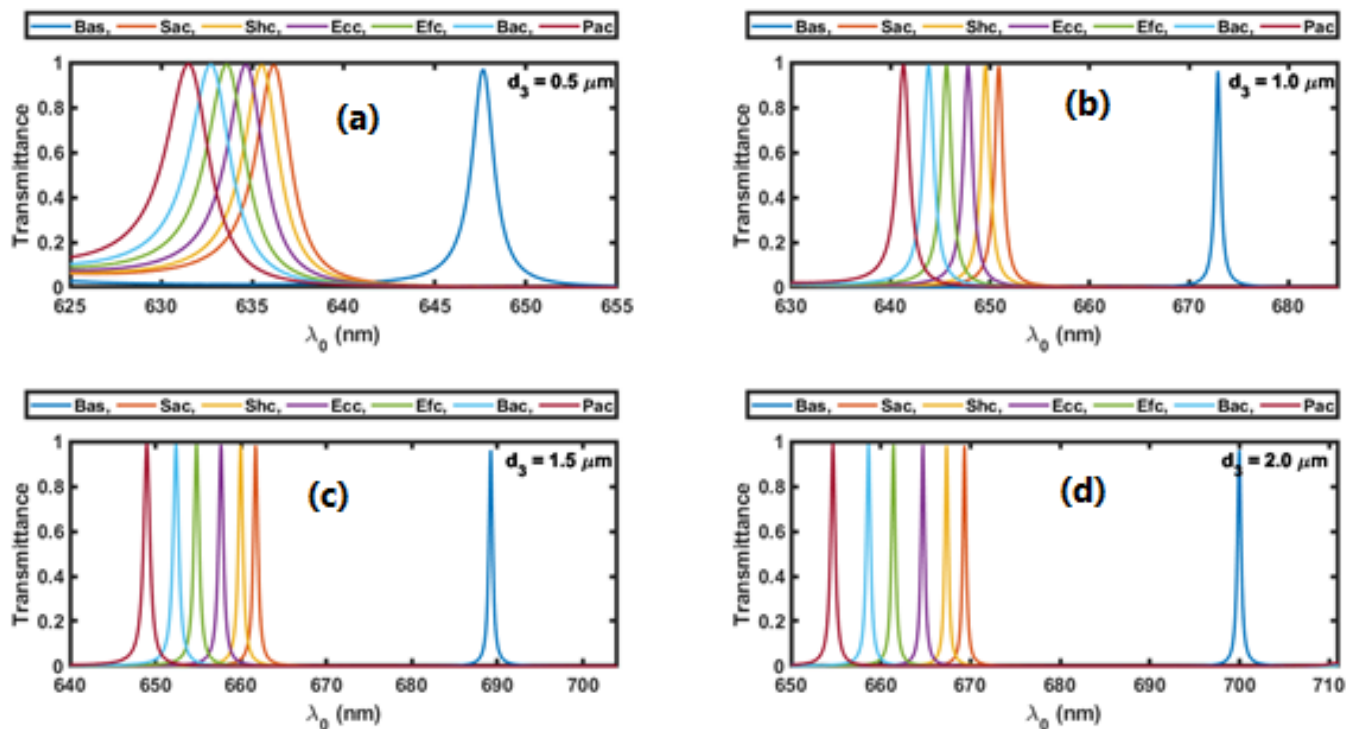 Bas, Sac, Shc, Ecc, Efc, Bac, Pac
d3 = 0.5 μm
(a)
Transmittance
1
0.8
0.6
0.4
0.2
0
625 630 635 640 645 650 655
λ0 (nm)
Bas, Sac, Shc, Ecc, Efc, Bac, Pac
d3 = 1.0 μm
(b)
Transmittance
1
0.8
0.6
0.4
0.2
0
630 640 650 660 670 680
λ0 (nm)
Bas, Sac, Shc, Ecc, Efc, Bac, Pac
d3 = 1.5 μm
(c)
Transmittance
1
0.8
0.6
0.4
0.2
0
640 650 660 670 680 690 700
λ0 (nm)
Bas, Sac, Shc, Ecc, Efc, Bac, Pac
d3 = 2.0 μm
(d)
Transmittance
1
0.8
0.6
0.4
0.2
0
650 660 670 680 690 700 710
λ0 (nm)